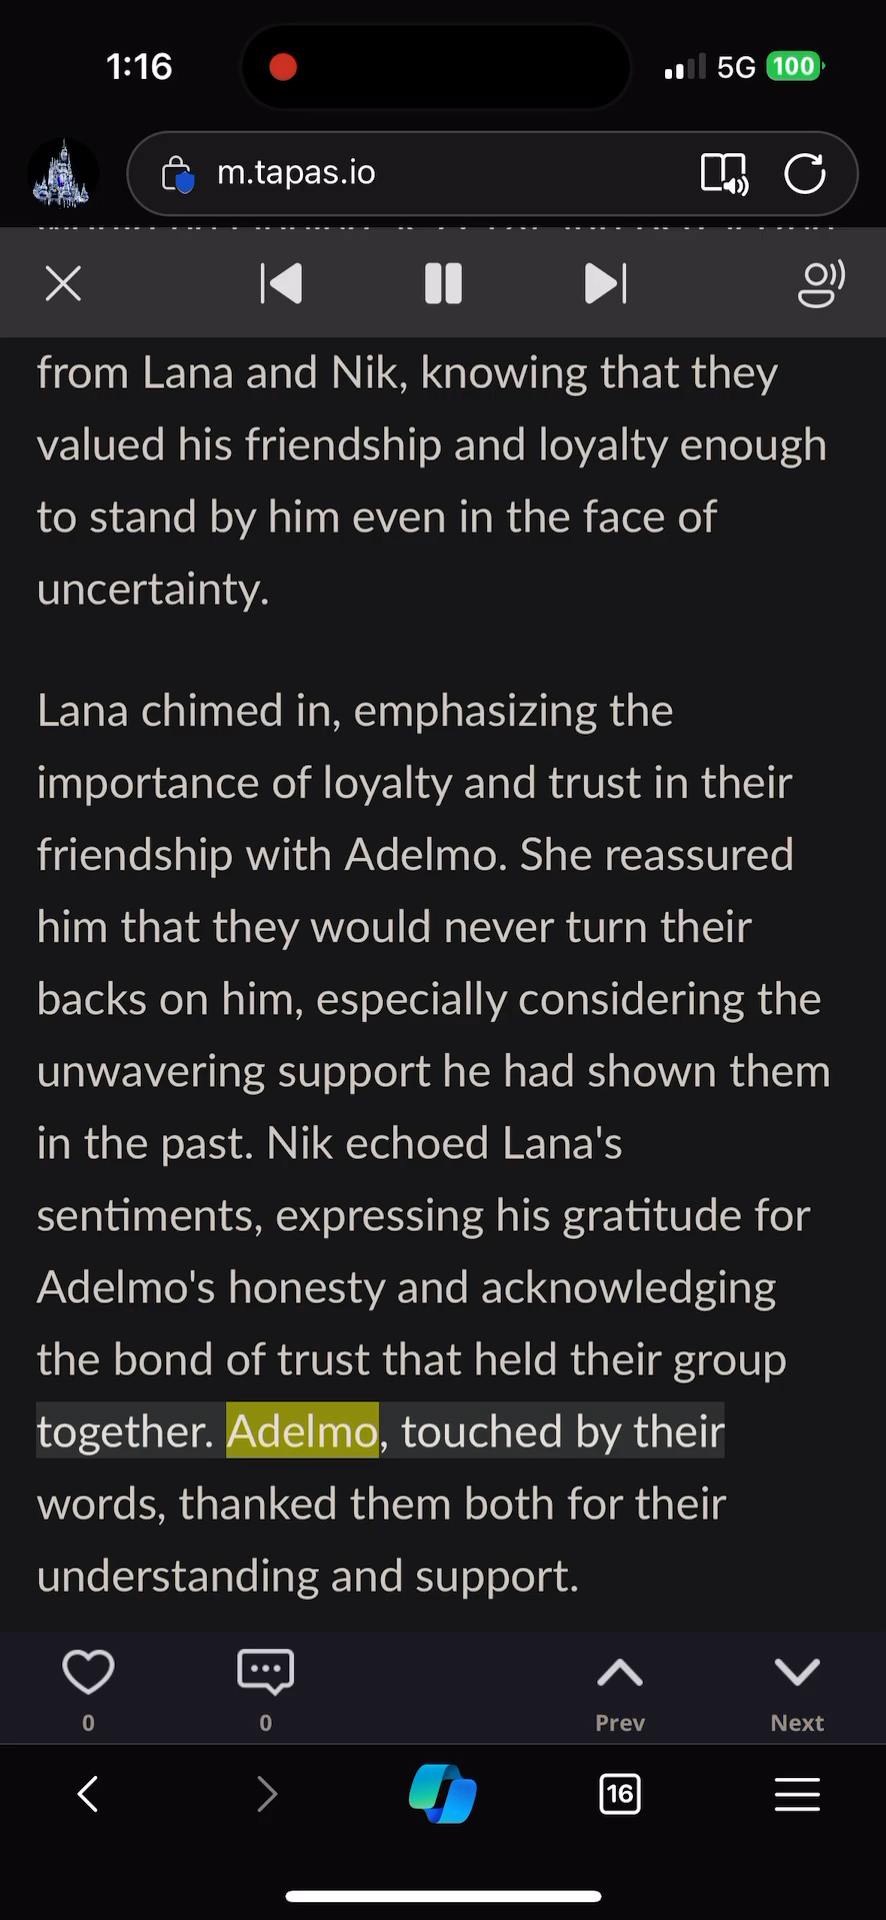 1:16
5G
100
m.tapas.io
from Lana and Nik, knowing that they
valued his friendship and loyalty enough
to stand by him even in the face of
uncertainty.
Lana chimed in, emphasizing the
importance of loyalty and trust in their
friendship with Adelmo. She reassured
him that they would never turn their
backs on him, especially considering the
unwavering support he had shown them
in the past. Nik echoed Lana's
sentiments, expressing his gratitude for
Adelmo's honesty and acknowledging
the bond of trust that held their group
together. Adelmo, touched by their
words, thanked them both for their
understanding and support.
0
0
Prev
Next
16